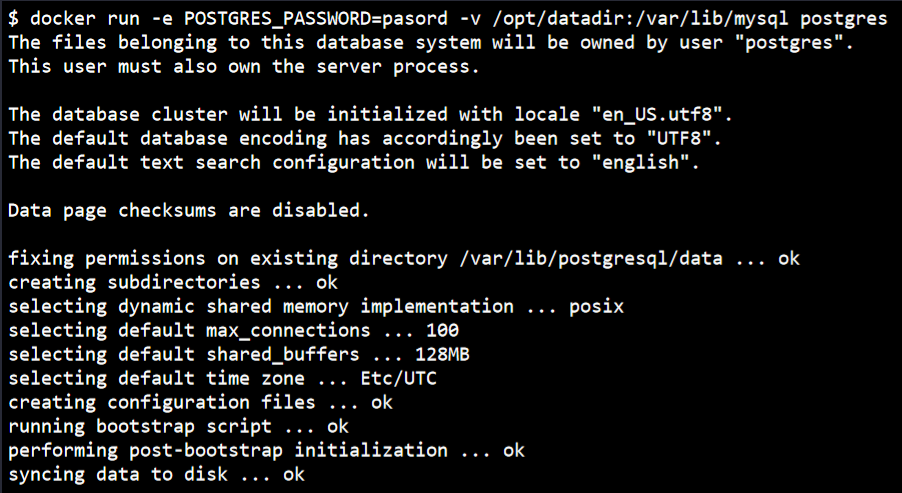 $ docker run -e POSTGRES_PASSWORD=pasord -v /opt/datadir:/var/lib/mysql postgres
The files belonging to this database system will be owned by user "postgres".
This user must also own the server process.
The database cluster will be initialized with locale "en_US.utf8".
The default database encoding has accordingly been set to "UTF8".
The default text search configuration will be set to "english".
Data page checksums are disabled.
fixing permissions on existing directory /var/lib/postgresql/data ... ok
creating subdirectories ... ok
selecting dynamic shared memory implementation ... posix
selecting default max_connections ... 100
selecting default shared_buffers ... 128MB
selecting default time zone ... Etc/UTC
creating configuration files ... ok
running bootstrap script ... ok
performing post-bootstrap initialization ... ok
syncing data to disk ... ok